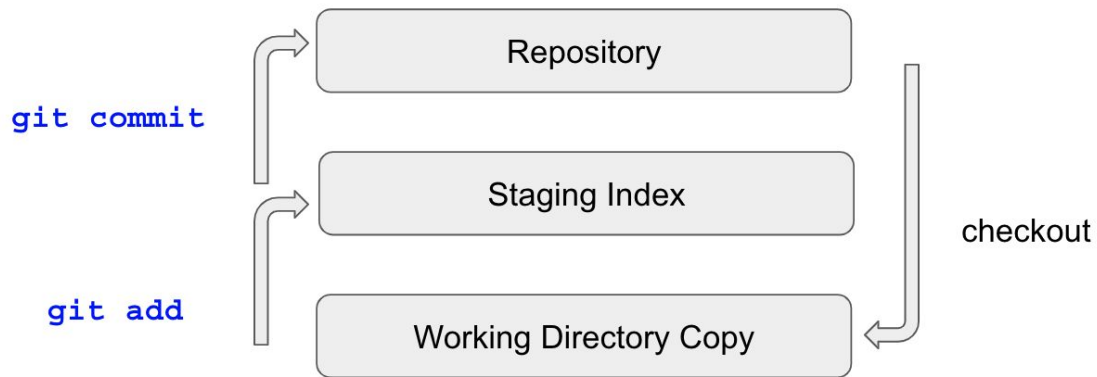 Repository
git commit
Staging Index
checkout
git add
Working Directory Copy